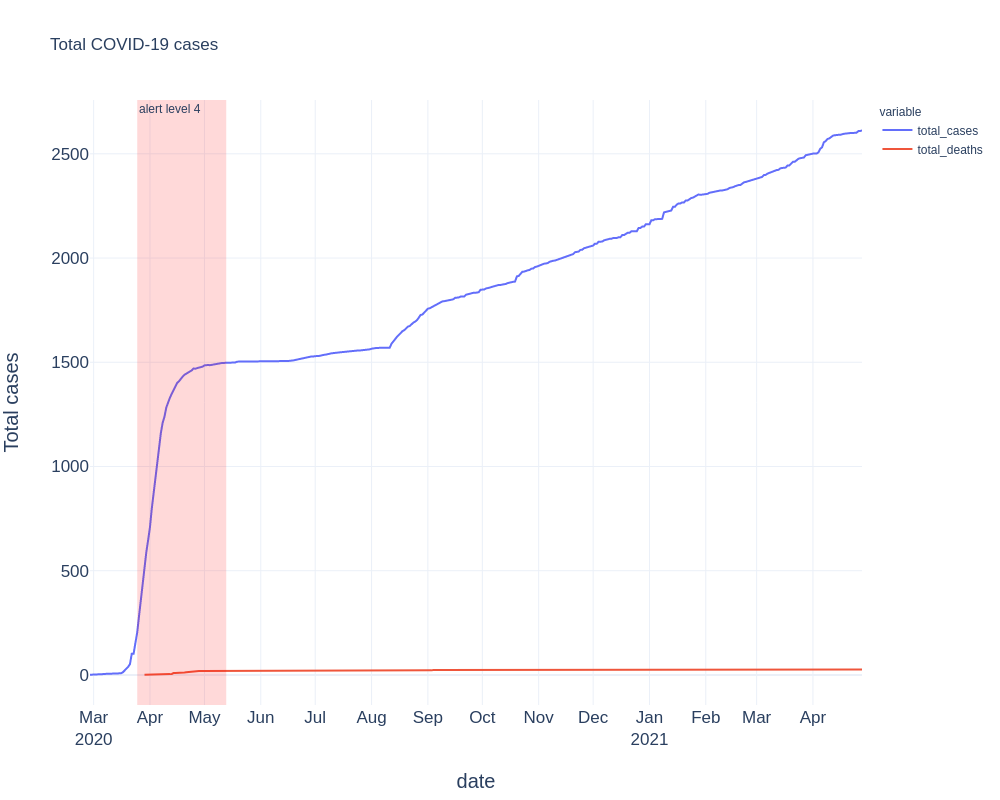 Total COVID-19 cases
alert level 4
variable
total_cases
total_deaths
2500
2000
1500
1000
500
0
Total cases
Mar Apr May Jun Jul Aug Sep Oct Nov Dec Jan Feb Mar Apr
2020 2021
date